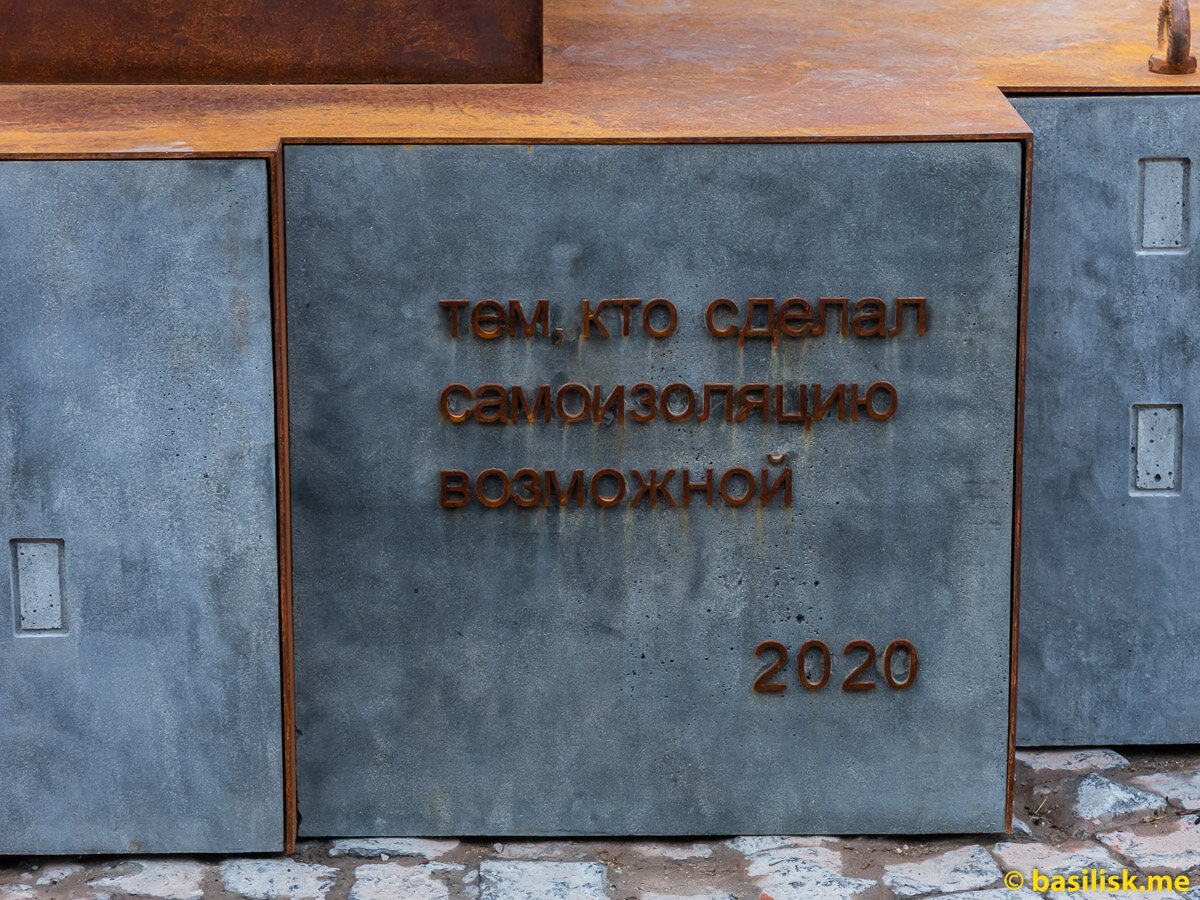 тем, кто сделал
самоизоляцию
возможной
2020
© basilisk.me